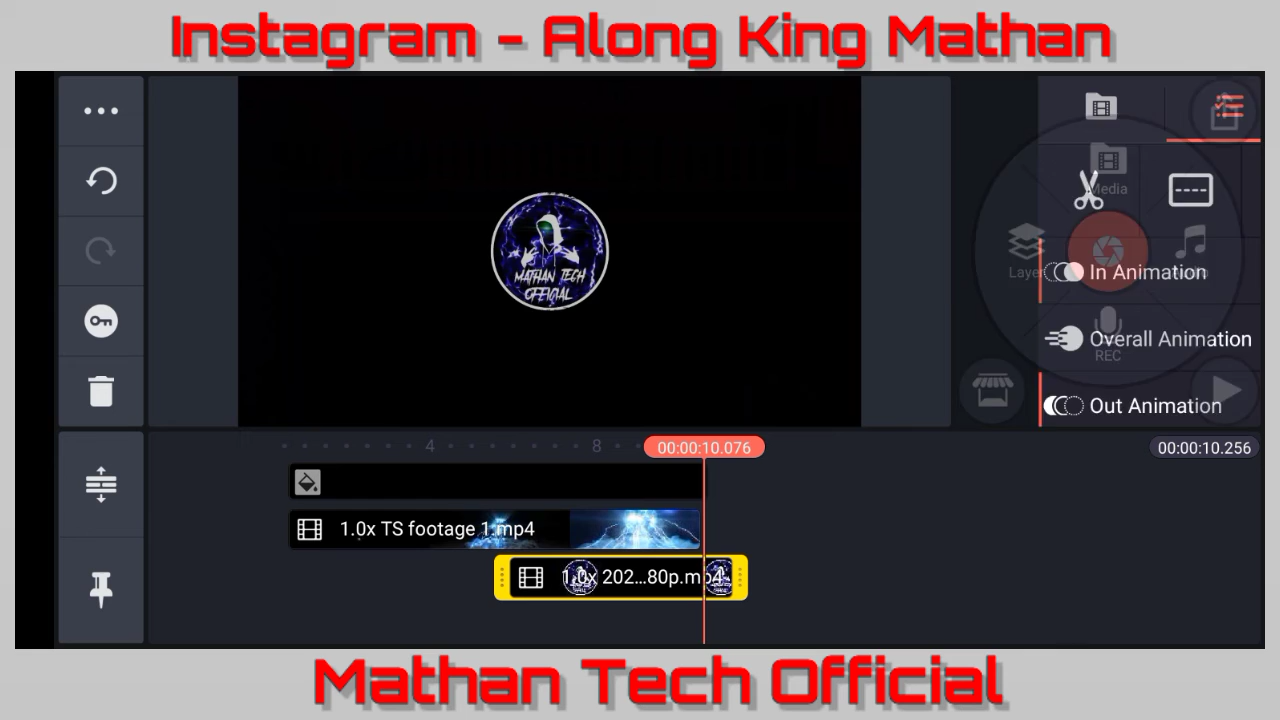 Instagram - Along King Mathan
Media
Layer
In Animation
Overall Animation
REC
Out Animation
MATHAN TECH
OFFICIAL
4
8
00:00:10.076
00:00:10.256
1.0x TS footage 1.mp4
1.0x 202...80p.mp4
Mathan Tech Official